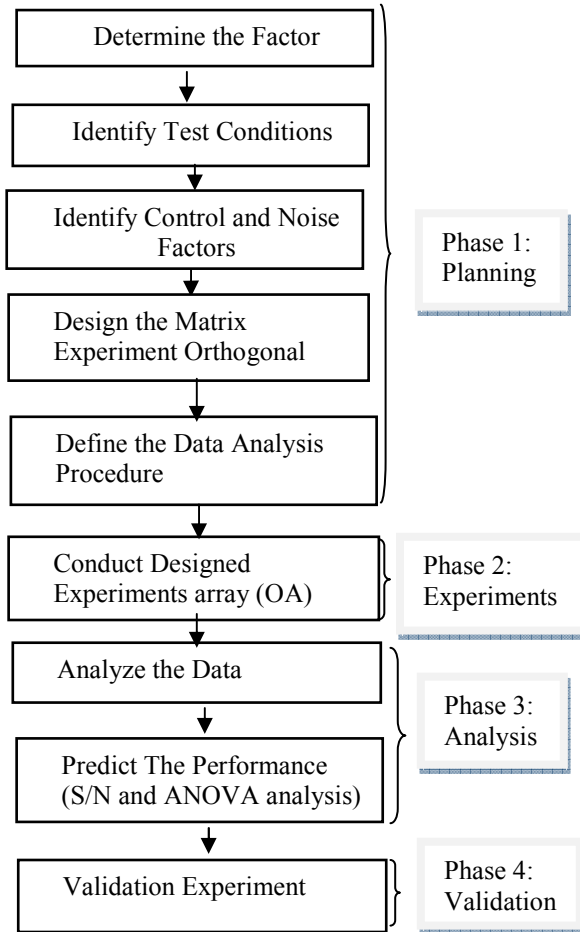 Determine the Factor
Identify Test Conditions
Identify Control and Noise
Factors
Design the Matrix
Experiment Orthogonal
Define the Data Analysis
Procedure
Phase 1:
Planning
Conduct Designed
Experiments array (OA)
Phase 2:
Experiments
Analyze the Data
Predict The Performance
(S/N and ANOVA analysis)
Phase 3:
Analysis
Validation Experiment
Phase 4:
Validation